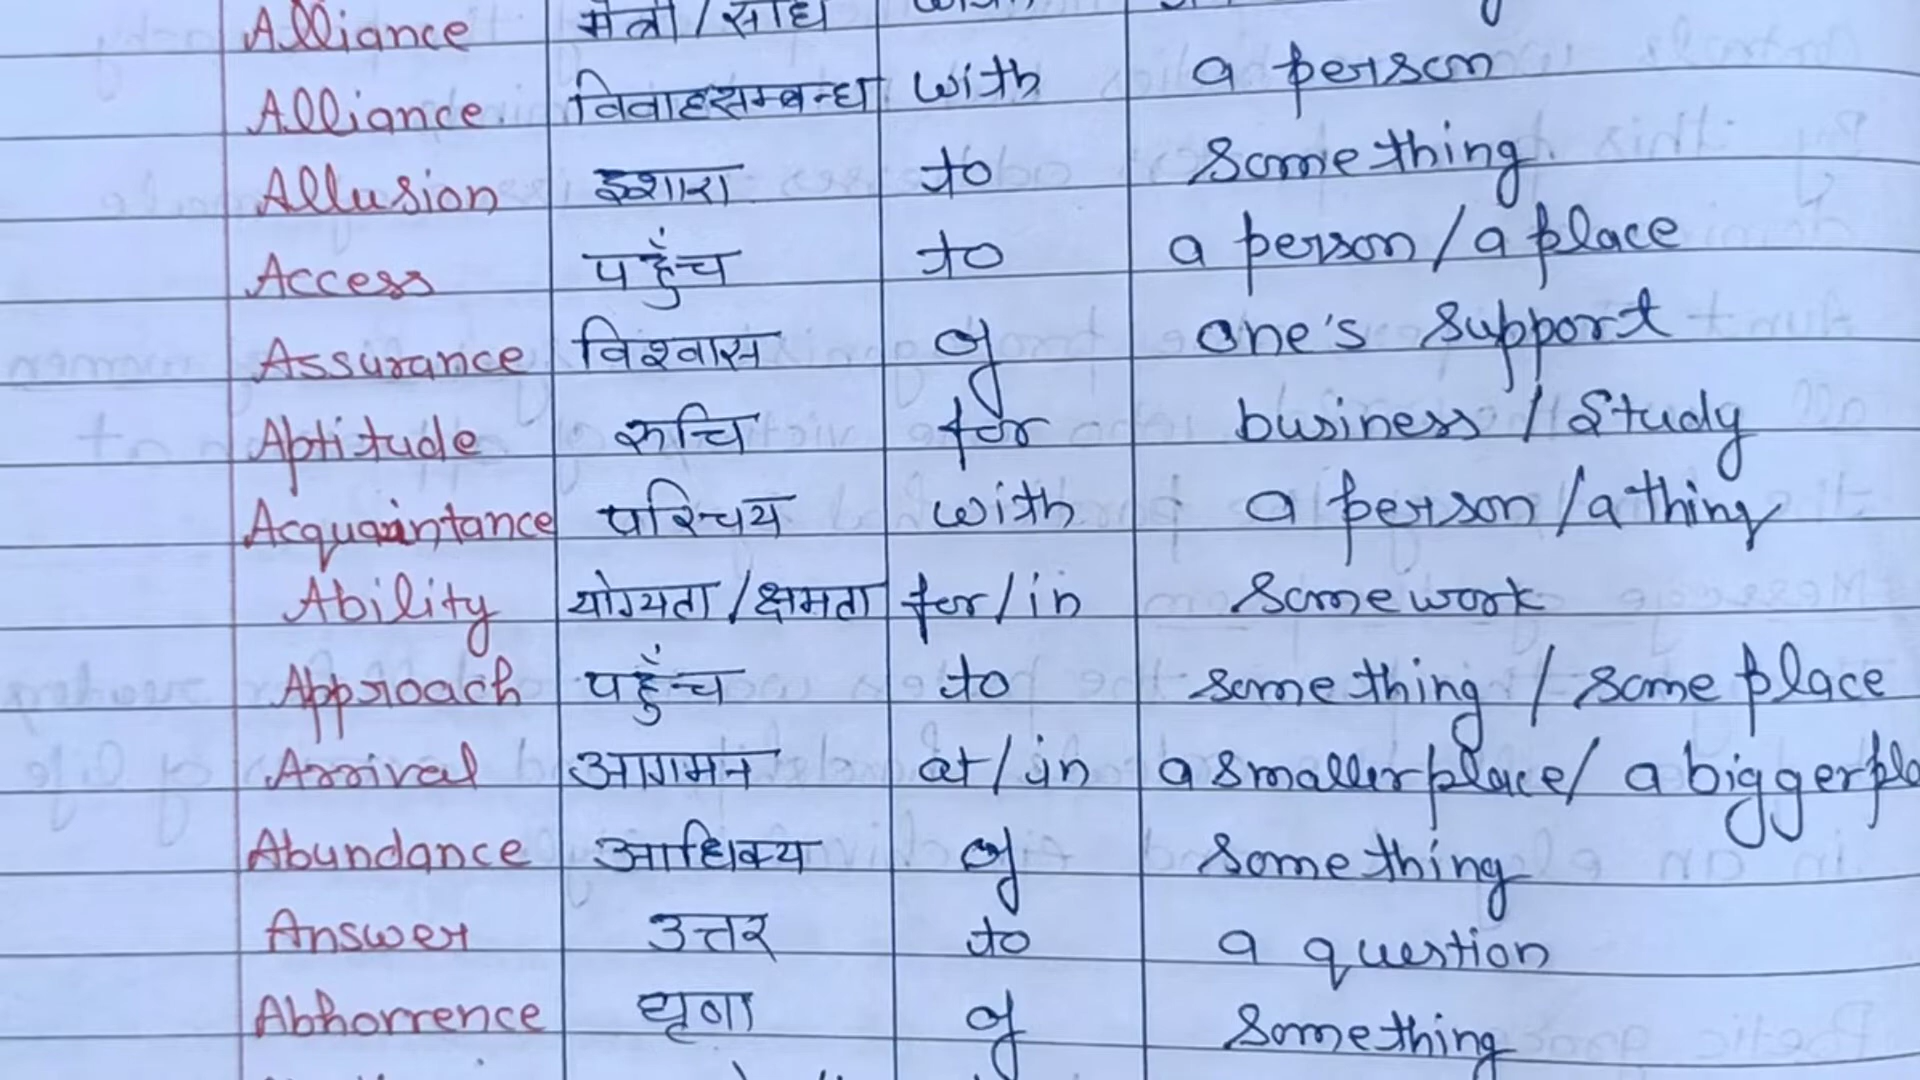 Alliance मैत्री / संधि with
Alliance विवाहसम्बन्ध with a person
Allusion इशारा to something
Access पहुँच to a person / a place
Assurance विश्वास of one's support
Aptitude रूचि for business / Study
Acquaintance परिचय with a person / a thing
Ability योग्यता / क्षमता for / in some work
Approach पहुँच to something / some place
Arrival आगमन at / in a smaller place / a bigger pla
Abundance आधिक्य of something
Answer उत्तर to a question
Abhorrence घृणा of something